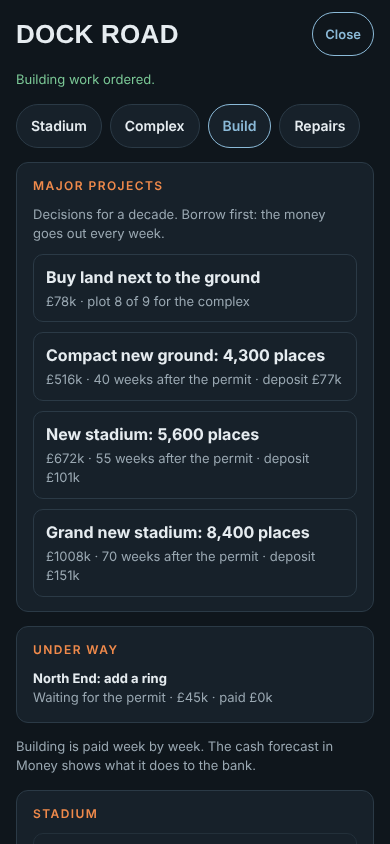 DOCK ROAD
Close
Building work ordered.
Stadium
Complex
Build
Repairs
MAJOR PROJECTS
Decisions for a decade. Borrow first: the money
goes out every week.
Buy land next to the ground
£78k · plot 8 of 9 for the complex
Compact new ground: 4,300 places
£516k · 40 weeks after the permit · deposit £77k
New stadium: 5,600 places
£672k · 55 weeks after the permit · deposit
£101k
Grand new stadium: 8,400 places
£1008k · 70 weeks after the permit · deposit
£151k
UNDER WAY
North End: add a ring
Waiting for the permit · £45k · paid £0k
Building is paid week by week. The cash forecast in
Money shows what it does to the bank.
STADIUM